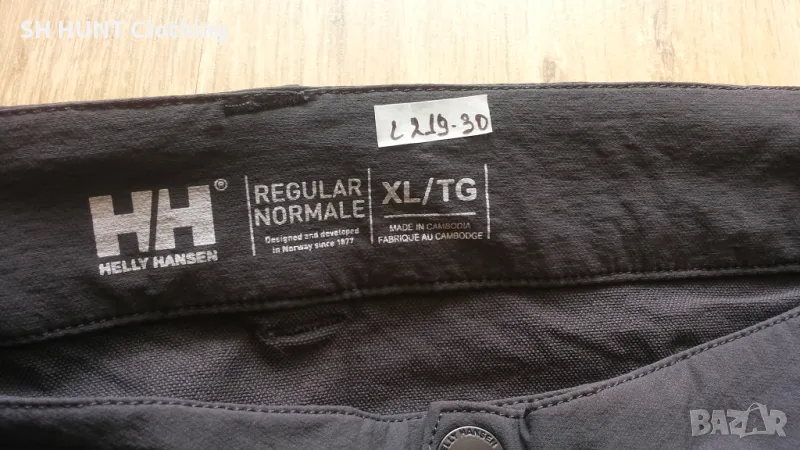 SH HUNT Clothing
L 219-30
HH®
HELLY HANSEN
REGULAR
NORMALE
Designed and developed
in Norway since 1877
XL/TG
MADE IN CAMBODIA
FABRIQUE AU CAMBODGE
HELLY HANSEN
BAZAR